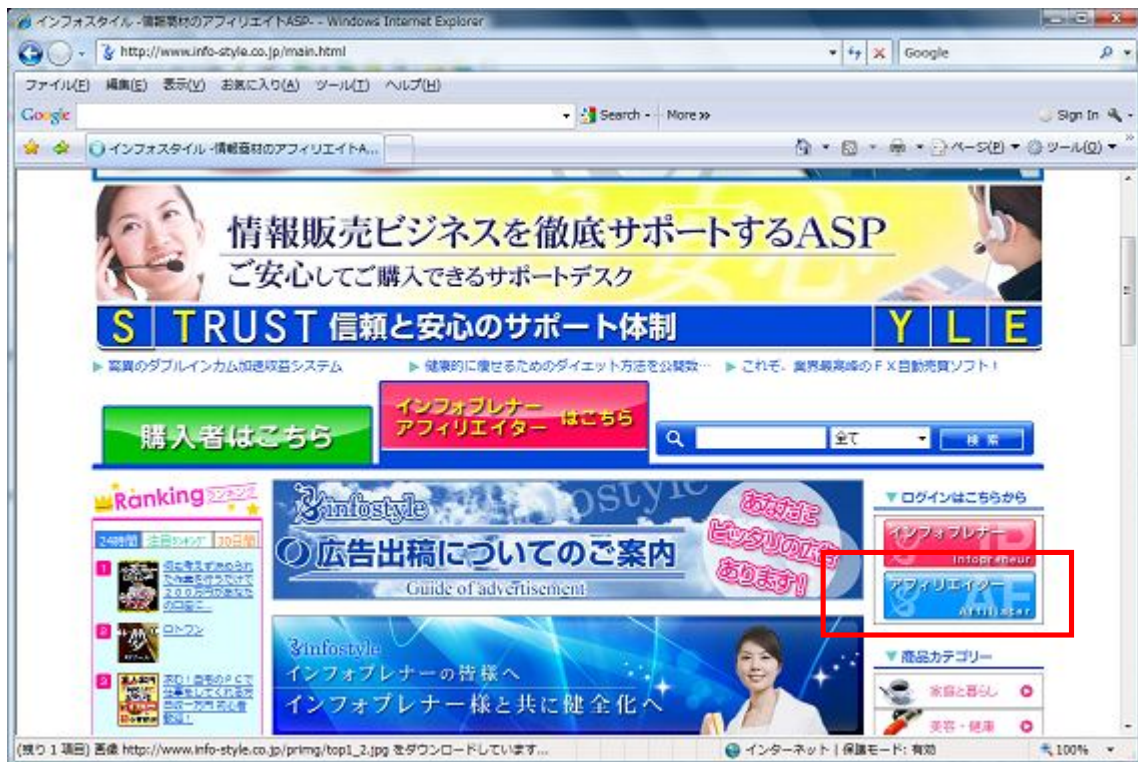 インフォスタイル -情報商材のアフィリエイトASP- - Windows Internet Explorer
http://www.info-style.co.jp/main.html
Google
ファイル(F) 編集(E) 表示(V) お気に入り(A) ツール(T) ヘルプ(H)
Google
Search
More »
Sign In
インフォスタイル -情報商材のアフィリエイトA...
ページ(P)
ツール(O)
情報販売ビジネスを徹底サポートするASP
ご安心してご購入できるサポートデスク
S TRUST 信頼と安心のサポート体制 Y L E
驚異のダブルインカム加速収益システム
健康的に痩せるためのダイエット方法を公開数…
これぞ、業界最高峰のFX自動売買ソフト!
購入者はこちら
インフォプレナー
アフィリエイター はこちら
全て
検索
Ranking ランキング
24時間 注目ランキング 30日間
1
2 ロトワン
3
infostyle
広告出稿についてのご案内
Guide of advertisement
あなたに
ピッタリの広告
あります!
infostyle
インフォプレナーの皆様へ
インフォプレナー様と共に健全化へ
▼ログインはこちらから
インフォプレナー
Infopreneur
アフィリエイター
Affiliater
▼商品カテゴリー
家庭と暮らし
美容・健康
(残り 1 項目) 画像 http://www.info-style.co.jp/primg/top1_2.jpg をダウンロードしています...
インターネット | 保護モード: 有効
100%